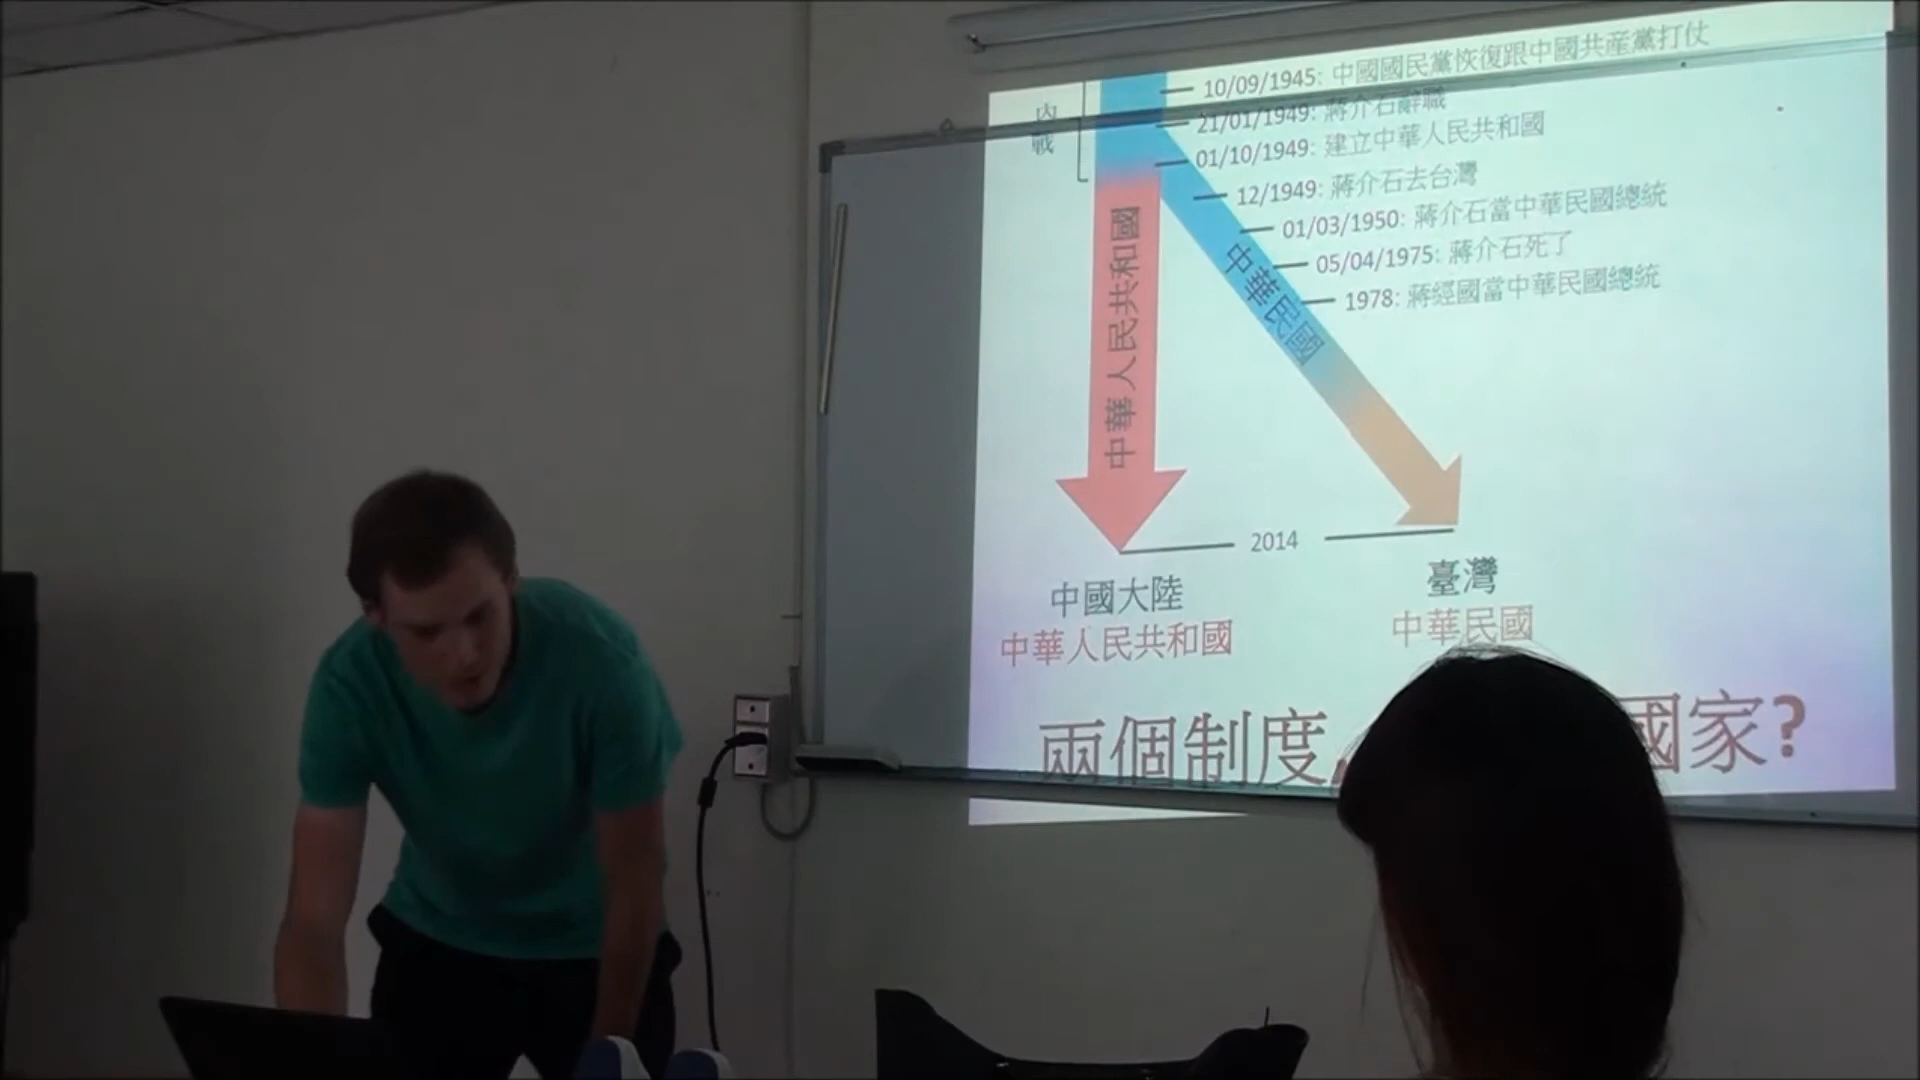 10/09/1945: 中國國民黨恢復跟中國共産黨打仗
21/01/1949: 蔣介石辭職
01/10/1949: 建立中華人民共和國
12/1949: 蔣介石去台灣
01/03/1950: 蔣介石當中華民國總統
05/04/1975: 蔣介石死了
1978: 蔣經國當中華民國總統
內戰
中華人民共和國
中華民國
2014
中國大陸
中華人民共和國
臺灣
中華民國
兩個制度, 國家?